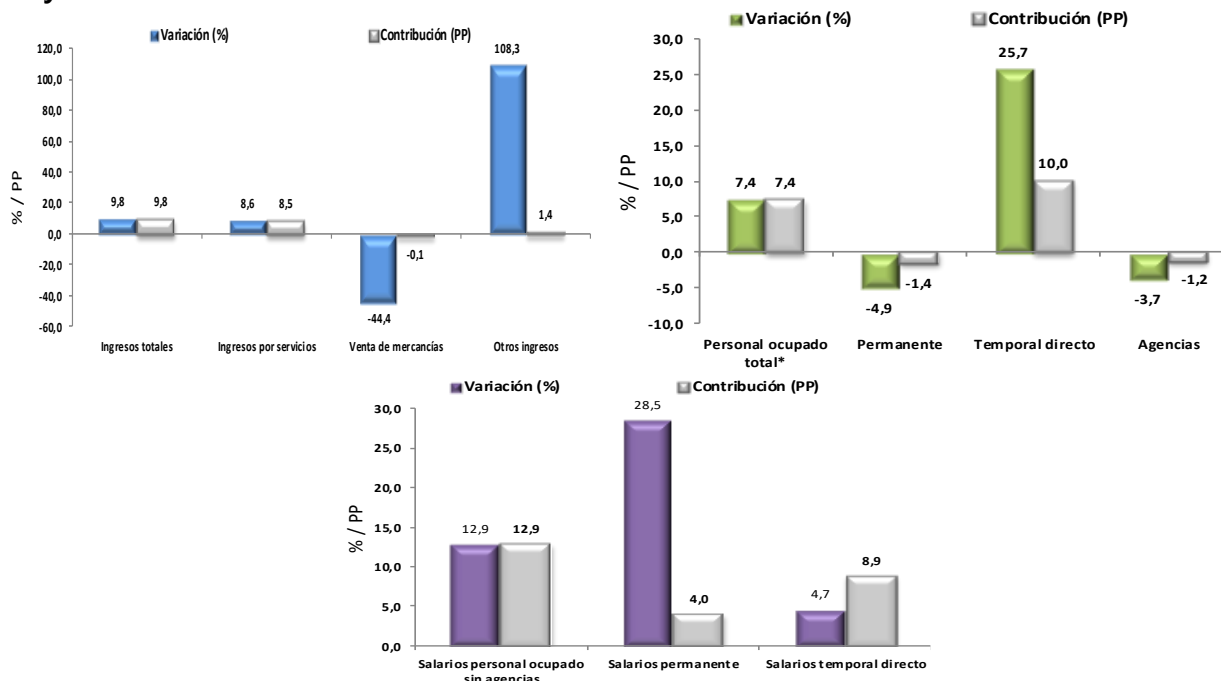 Variación (%)
Contribución (PP)
120,0
100,0
80,0
60,0
40,0
20,0
0,0
-20,0
-40,0
-60,0
% / PP
9,8
9,8
8,6
8,5
-44,4
-0,1
108,3
1,4
Ingresos totales
Ingresos por servicios
Venta de mercancías
Otros ingresos
Variación (%)
Contribución (PP)
30,0
25,0
20,0
15,0
10,0
5,0
0,0
-5,0
-10,0
% / PP
7,4
7,4
-4,9
-1,4
25,7
10,0
-3,7
-1,2
Personal ocupado
total*
Permanente
Temporal directo
Agencias
Variación (%)
Contribución (PP)
30,0
25,0
20,0
15,0
10,0
5,0
0,0
% / PP
12,9
12,9
28,5
4,0
4,7
8,9
Salarios personal ocupado
sin agencias
Salarios permanente
Salarios temporal directo